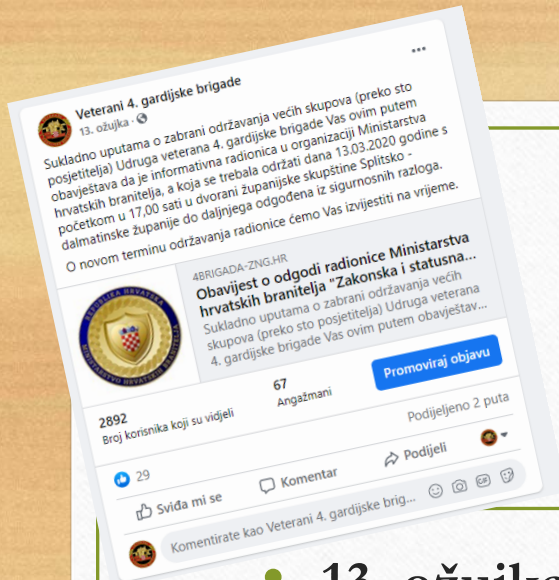 Veterani 4. gardijske brigade
13. ožujka ·
Sukladno uputama o zabrani održavanja većih skupova (preko sto
posjetitelja) Udruga veterana 4. gardijske brigade Vas ovim putem
obavještava da je informativna radionica u organizaciji Ministarstva
hrvatskih branitelja, a koja se trebala održati dana 13.03.2020 godine s
početkom u 17,00 sati u dvorani županijske skupštine Splitsko -
dalmatinske županije do daljnjega odgođena iz sigurnosnih razloga.
O novom terminu održavanja radionice ćemo Vas izvijestiti na vrijeme.
REPUBLIKA HRVATSKA
MINISTARSTVO HRVATSKIH BRANITELJA
4BRIGADA-ZNG.HR
Obavijest o odgodi radionice Ministarstva
hrvatskih branitelja "Zakonska i statusna...
Sukladno uputama o zabrani održavanja većih
skupova (preko sto posjetitelja) Udruga veterana
4. gardijske brigade Vas ovim putem obavještav...
2892
Broj korisnika koji su vidjeli
67
Angažmani
Promoviraj objavu
29
Podijeljeno 2 puta
Sviđa mi se
Komentar
Podijeli
Komentirate kao Veterani 4. gardijske brig...
GIF